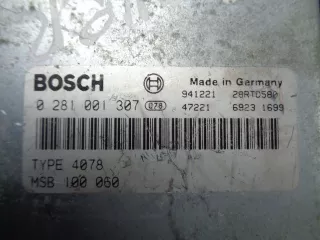 BOSCH Made in Germany
941221 28RTC580
0 281 001 307 078 47221 6923 1699
TYPE 4078
MSB 100 060